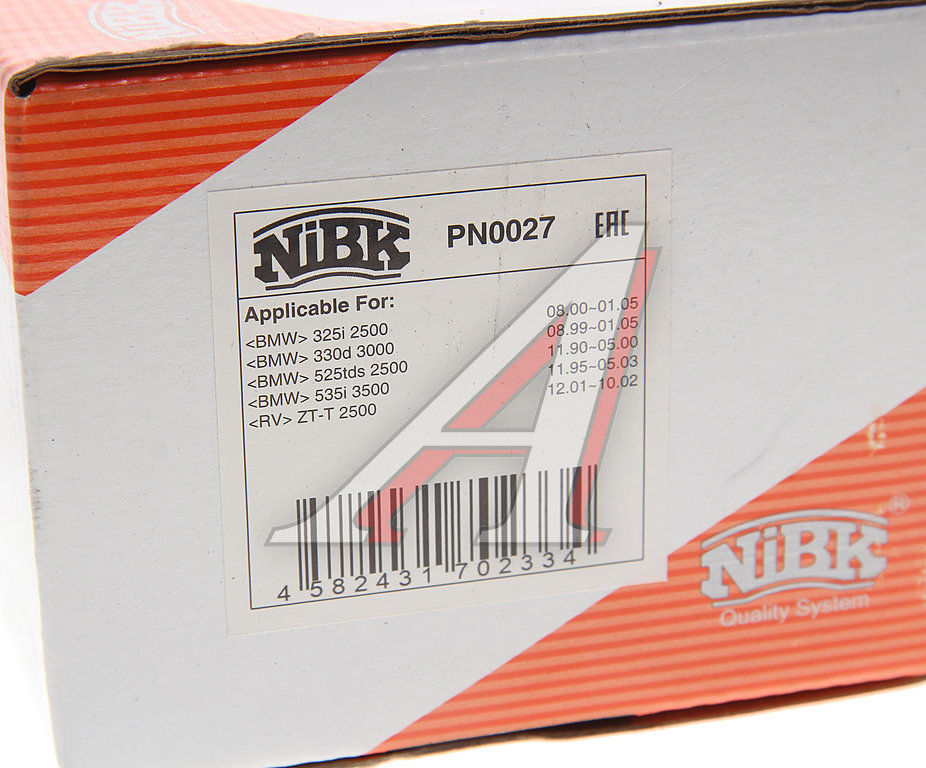 NiBK PN0027 EAC
Applicable For:
<BMW> 325i 2500 08.00~01.05
<BMW> 330d 3000 08.99~01.05
<BMW> 525tds 2500 11.90~05.00
<BMW> 535i 3500 11.95~05.03
<RV> ZT-T 2500 12.01~10.02
4 582431 702334
NiBK®
Quality System